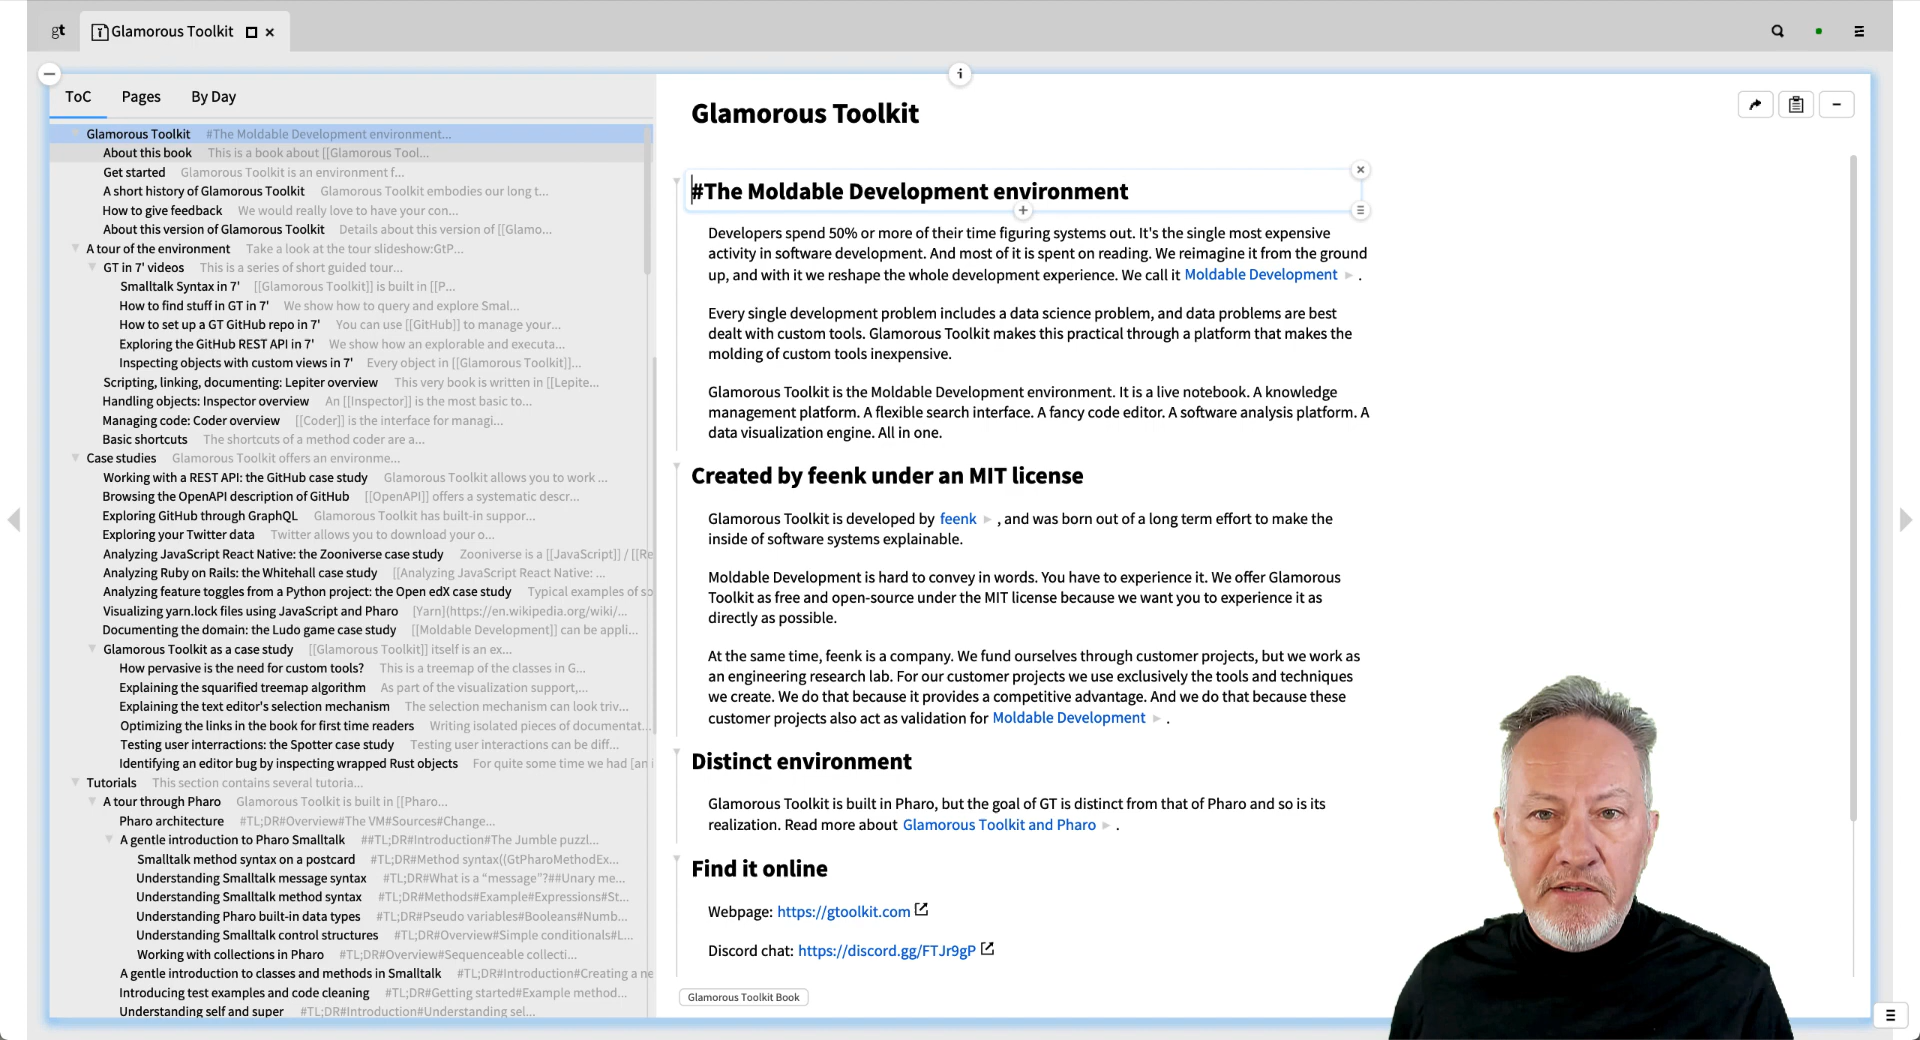 gt
Glamorous Toolkit
ToC Pages By Day
Glamorous Toolkit #The Moldable Development environment...
About this book This is a book about [[Glamorous Tool...
Get started Glamorous Toolkit is an environment f...
A short history of Glamorous Toolkit Glamorous Toolkit embodies our long t...
How to give feedback We would really love to have your con...
About this version of Glamorous Toolkit Details about this version of [[Glamo...
A tour of the environment Take a look at the tour slideshow:GtP...
GT in 7' videos This is a series of short guided tour...
Smalltalk Syntax in 7' [[Glamorous Toolkit]] is built in [[P...
How to find stuff in GT in 7' We show how to query and explore Smal...
How to set up a GT GitHub repo in 7' You can use [[GitHub]] to manage your...
Exploring the GitHub REST API in 7' We show how an explorable and executa...
Inspecting objects with custom views in 7' Every object in [[Glamorous Toolkit]]...
Scripting, linking, documenting: Lepiter overview This very book is written in [[Lepite...
Handling objects: Inspector overview An [[Inspector]] is the most basic to...
Managing code: Coder overview [[Coder]] is the interface for managi...
Basic shortcuts The shortcuts of a method coder are a...
Case studies Glamorous Toolkit offers an environme...
Working with a REST API: the GitHub case study Glamorous Toolkit allows you to work ...
Browsing the OpenAPI description of GitHub [[OpenAPI]] offers a systematic descr...
Exploring GitHub through GraphQL Glamorous Toolkit has built-in suppor...
Exploring your Twitter data Twitter allows you to download your o...
Analyzing JavaScript React Native: the Zooniverse case study Zooniverse is a [[JavaScript]] / [[Re
Analyzing Ruby on Rails: the Whitehall case study [[Analyzing JavaScript React Native: ...
Analyzing feature toggles from a Python project: the Open edX case study Typical examples of so
Visualizing yarn.lock files using JavaScript and Pharo [Yarn](https://en.wikipedia.org/wiki/...
Documenting the domain: the Ludo game case study [[Moldable Development]] can be appli...
Glamorous Toolkit as a case study [[Glamorous Toolkit]] itself is an ex...
How pervasive is the need for custom tools? This is a treemap of the classes in G...
Explaining the squarified treemap algorithm As part of the visualization support,...
Explaining the text editor's selection mechanism The selection mechanism can look triv...
Optimizing the links in the book for first time readers Writing isolated pieces of documentat...
Testing user interractions: the Spotter case study Testing user interactions can be diff...
Identifying an editor bug by inspecting wrapped Rust objects For quite some time we had [an i
Tutorials This section contains several tutoria...
A tour through Pharo Glamorous Toolkit is built in [[Pharo...
Pharo architecture #TL;DR#Overview#The VM#Sources#Change...
A gentle introduction to Pharo Smalltalk ##TL;DR#Introduction#The Jumble puzzl...
Smalltalk method syntax on a postcard #TL;DR#Method syntax((GtPharoMethodEx...
Understanding Smalltalk message syntax #TL;DR#What is a “message”?##Unary me...
Understanding Smalltalk method syntax #TL;DR#Methods#Example#Expressions#St...
Understanding Pharo built-in data types #TL;DR#Pseudo variables#Booleans#Numb...
Understanding Smalltalk control structures #TL;DR#Overview#Simple conditionals#L...
Working with collections in Pharo #TL;DR#Overview#Sequenceable collecti...
A gentle introduction to classes and methods in Smalltalk #TL;DR#Introduction#Creating a ne
Introducing test examples and code cleaning #TL;DR#Getting started#Example method...
Understanding self and super #TL;DR#Introduction#Understanding sel...
Glamorous Toolkit
#The Moldable Development environment
Developers spend 50% or more of their time figuring systems out. It's the single most expensive
activity in software development. And most of it is spent on reading. We reimagine it from the ground
up, and with it we reshape the whole development experience. We call it Moldable Development .
Every single development problem includes a data science problem, and data problems are best
dealt with custom tools. Glamorous Toolkit makes this practical through a platform that makes the
molding of custom tools inexpensive.
Glamorous Toolkit is the Moldable Development environment. It is a live notebook. A knowledge
management platform. A flexible search interface. A fancy code editor. A software analysis platform. A
data visualization engine. All in one.
Created by feenk under an MIT license
Glamorous Toolkit is developed by feenk , and was born out of a long term effort to make the
inside of software systems explainable.
Moldable Development is hard to convey in words. You have to experience it. We offer Glamorous
Toolkit as free and open-source under the MIT license because we want you to experience it as
directly as possible.
At the same time, feenk is a company. We fund ourselves through customer projects, but we work as
an engineering research lab. For our customer projects we use exclusively the tools and techniques
we create. We do that because it provides a competitive advantage. And we do that because these
customer projects also act as validation for Moldable Development .
Distinct environment
Glamorous Toolkit is built in Pharo, but the goal of GT is distinct from that of Pharo and so is its
realization. Read more about Glamorous Toolkit and Pharo .
Find it online
Webpage: https://gtoolkit.com
Discord chat: https://discord.gg/FTJr9gP
Glamorous Toolkit Book